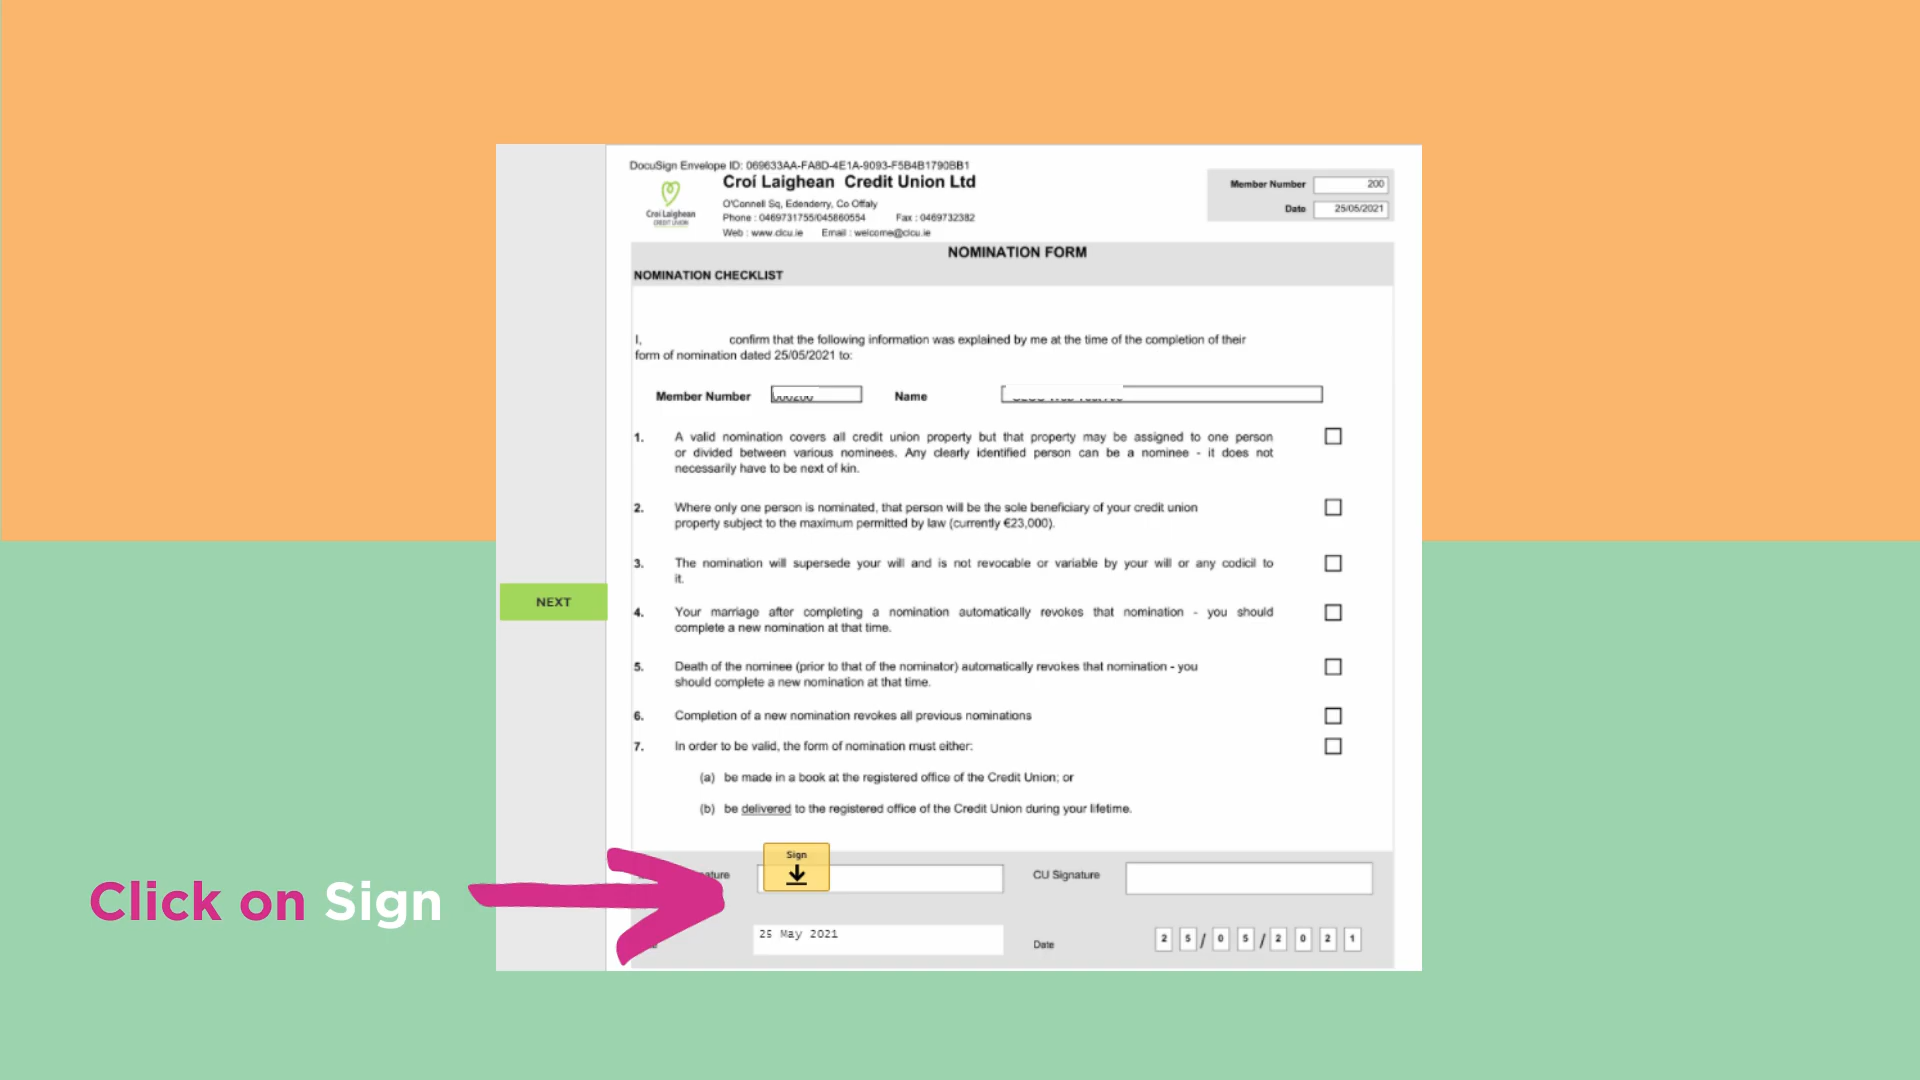 DocuSign Envelope ID: 069633AA-FA8D-4E1A-9093-F5B4B1790BB1
Croí Laighean Credit Union Ltd
Croí Laighean
CREDIT UNION
O'Connell Sq, Edenderry, Co Offaly
Phone : 0469731755/045860554 Fax : 0469732382
Web : www.clcu.ie Email : welcome@clcu.ie
Member Number 200
Date 25/05/2021
NOMINATION FORM
NOMINATION CHECKLIST
I, confirm that the following information was explained by me at the time of the completion of their
form of nomination dated 25/05/2021 to:
Member Number Name
1. A valid nomination covers all credit union property but that property may be assigned to one person
or divided between various nominees. Any clearly identified person can be a nominee - it does not
necessarily have to be next of kin.
2. Where only one person is nominated, that person will be the sole beneficiary of your credit union
property subject to the maximum permitted by law (currently €23,000).
3. The nomination will supersede your will and is not revocable or variable by your will or any codicil to
it.
NEXT
4. Your marriage after completing a nomination automatically revokes that nomination - you should
complete a new nomination at that time.
5. Death of the nominee (prior to that of the nominator) automatically revokes that nomination - you
should complete a new nomination at that time.
6. Completion of a new nomination revokes all previous nominations
7. In order to be valid, the form of nomination must either:
(a) be made in a book at the registered office of the Credit Union; or
(b) be delivered to the registered office of the Credit Union during your lifetime.
Sign
CU Signature
Click on Sign
25 May 2021
Date 25/05/2021